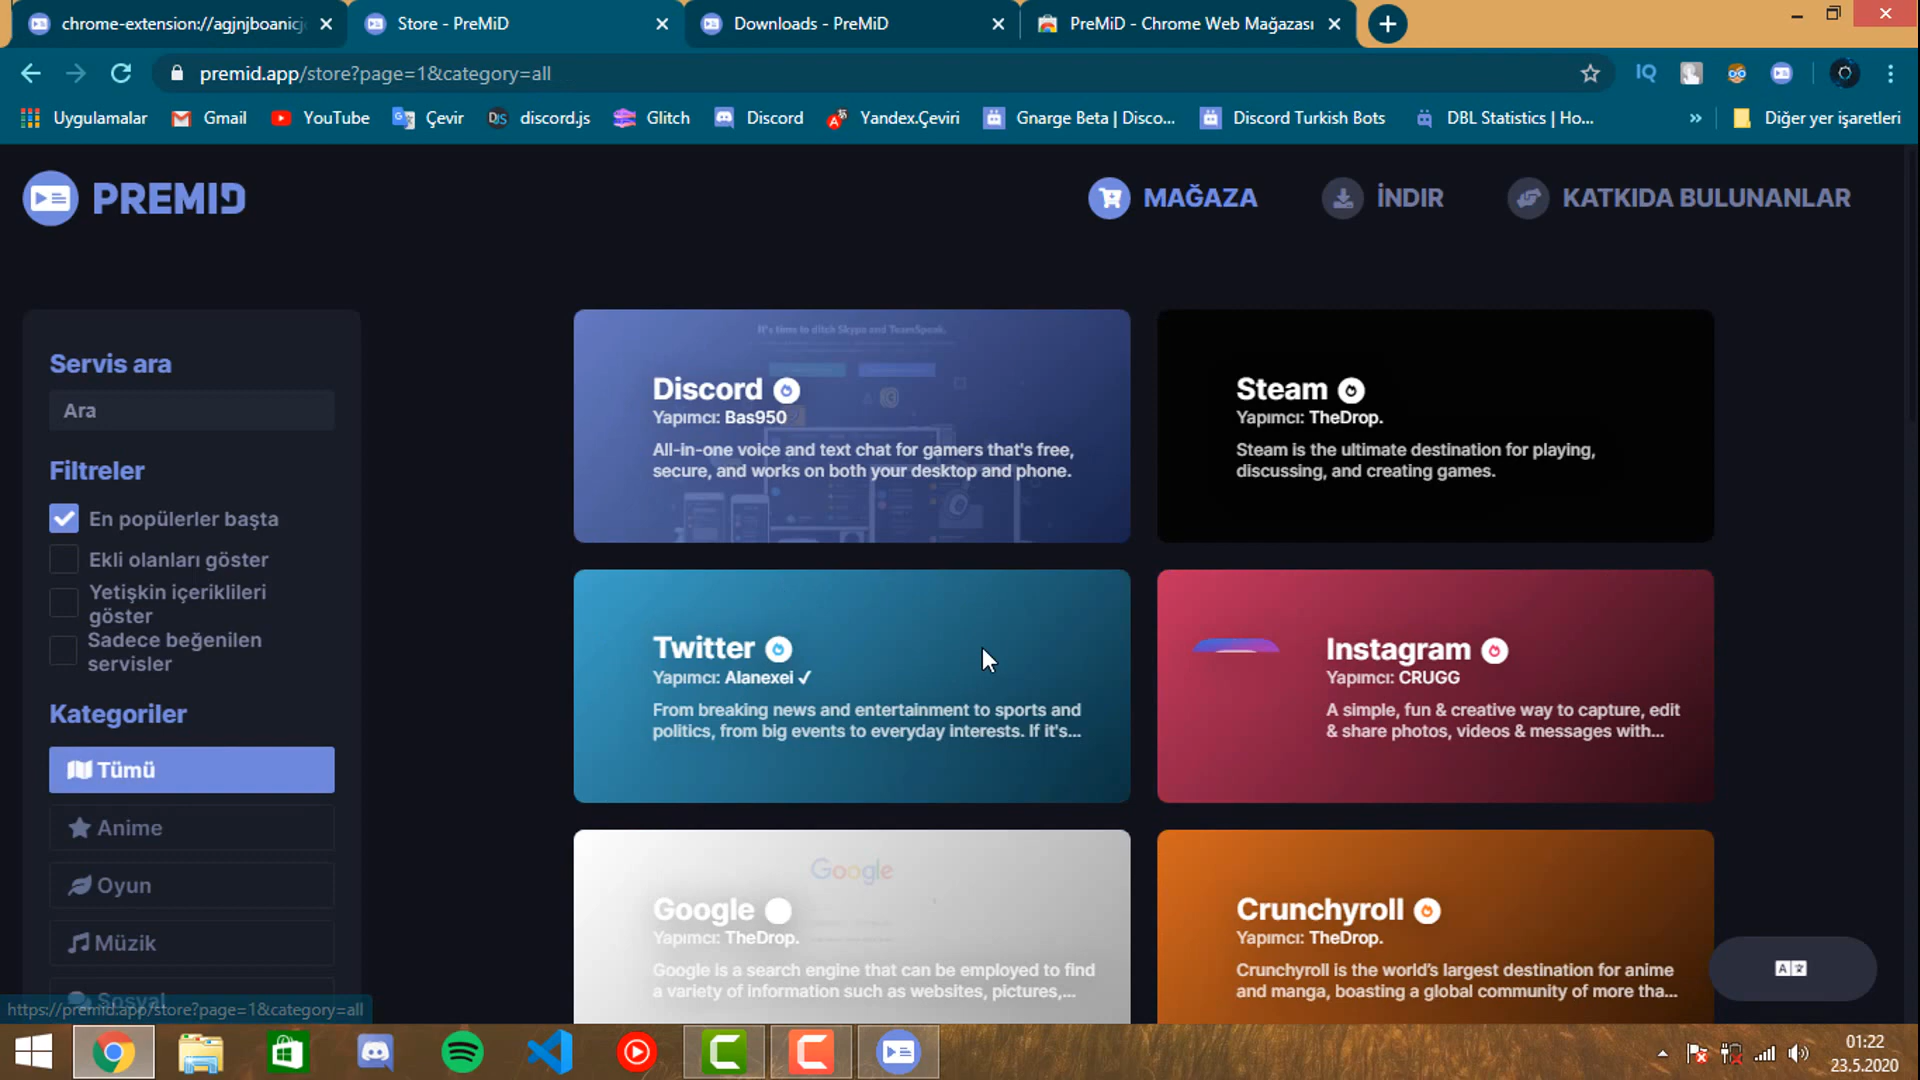 chrome-extension://agjnjboanicj
Store - PreMiD
Downloads - PreMiD
PreMiD - Chrome Web Mağazası
premid.app/store?page=1&category=all
IQ
Uygulamalar
Gmail
YouTube
Çevir
discord.js
Glitch
Discord
Yandex.Çeviri
Gnarge Beta | Disco...
Discord Turkish Bots
DBL Statistics | Ho...
»
Diğer yer işaretleri
PREMID
MAĞAZA
İNDIR
KATKIDA BULUNANLAR
Servis ara
Ara
Filtreler
En popülerler başta
Ekli olanları göster
Yetişkin içeriklileri
göster
Sadece beğenilen
servisler
Kategoriler
Tümü
Anime
Oyun
Müzik
Sosyal
It's time to ditch Skype and TeamSpeak.
Discord
Yapımcı: Bas950
All-in-one voice and text chat for gamers that's free,
secure, and works on both your desktop and phone.
Steam
Yapımcı: TheDrop.
Steam is the ultimate destination for playing,
discussing, and creating games.
Twitter
Yapımcı: Alanexei ✓
From breaking news and entertainment to sports and
politics, from big events to everyday interests. If it's...
Instagram
Yapımcı: CRUGG
A simple, fun & creative way to capture, edit
& share photos, videos & messages with...
Google
Google
Yapımcı: TheDrop.
Google is a search engine that can be employed to find
a variety of information such as websites, pictures,...
Crunchyroll
Yapımcı: TheDrop.
Crunchyroll is the world's largest destination for anime
and manga, boasting a global community of more tha...
https://premid.app/store?page=1&category=all
01:22
23.5.2020